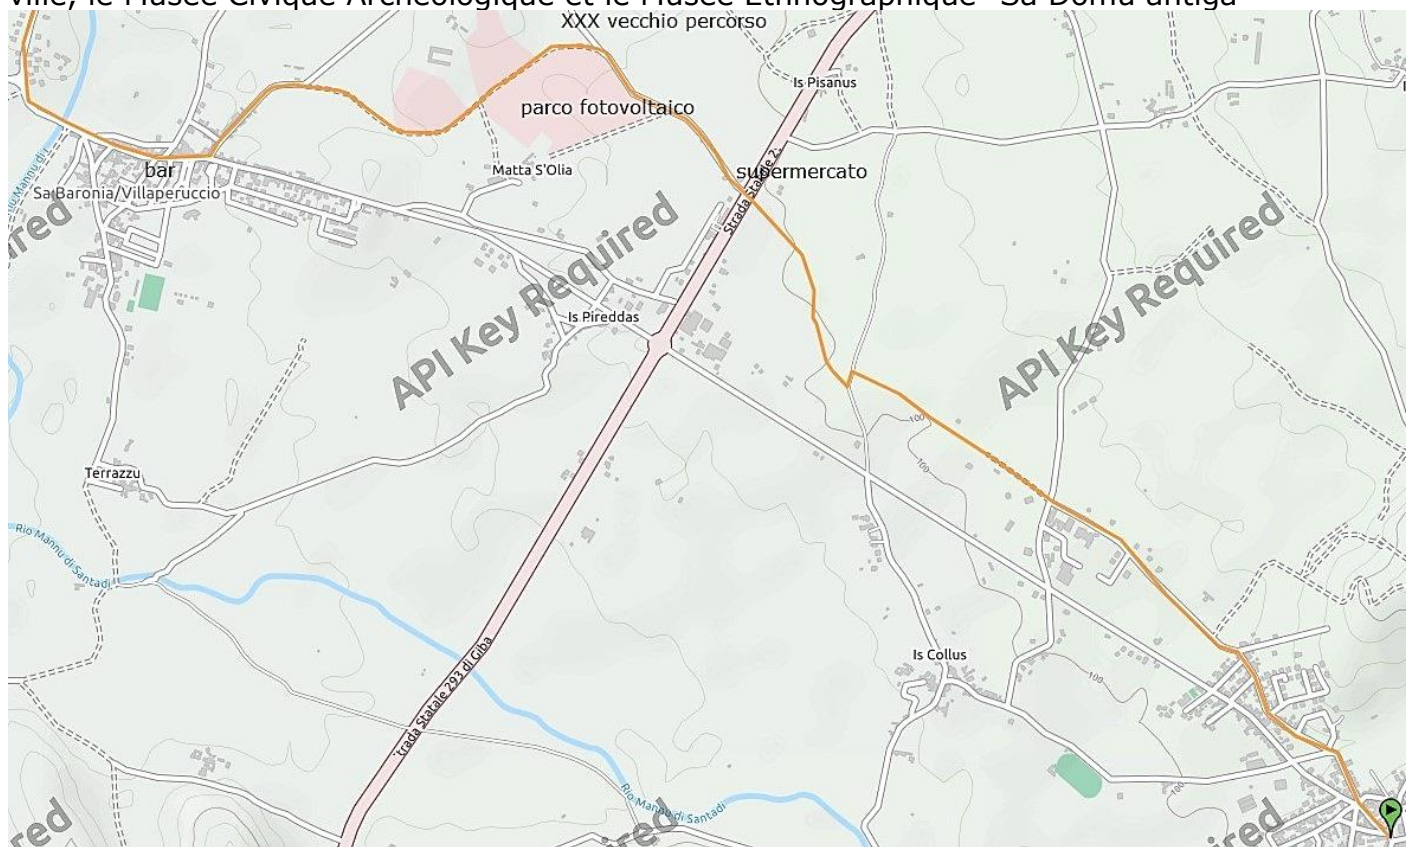 ville, le Musée Civique Archéologique et le Musée Ethnographique "Sa Domu antiga"
XXX vecchio percorso
Is Pisanus
parco fotovoltaico
bar
Matta S'Olia
supermercato
Sa Baronia/Villaperuccio
Strada Statale 2
API Key Required
API Key Required
Is Pireddas
100
100
Terrazzu
Rio Mannu di Santadi
Is Collus
100
trada Statale 293 di Giba
100
Rio Mannu di Santadi